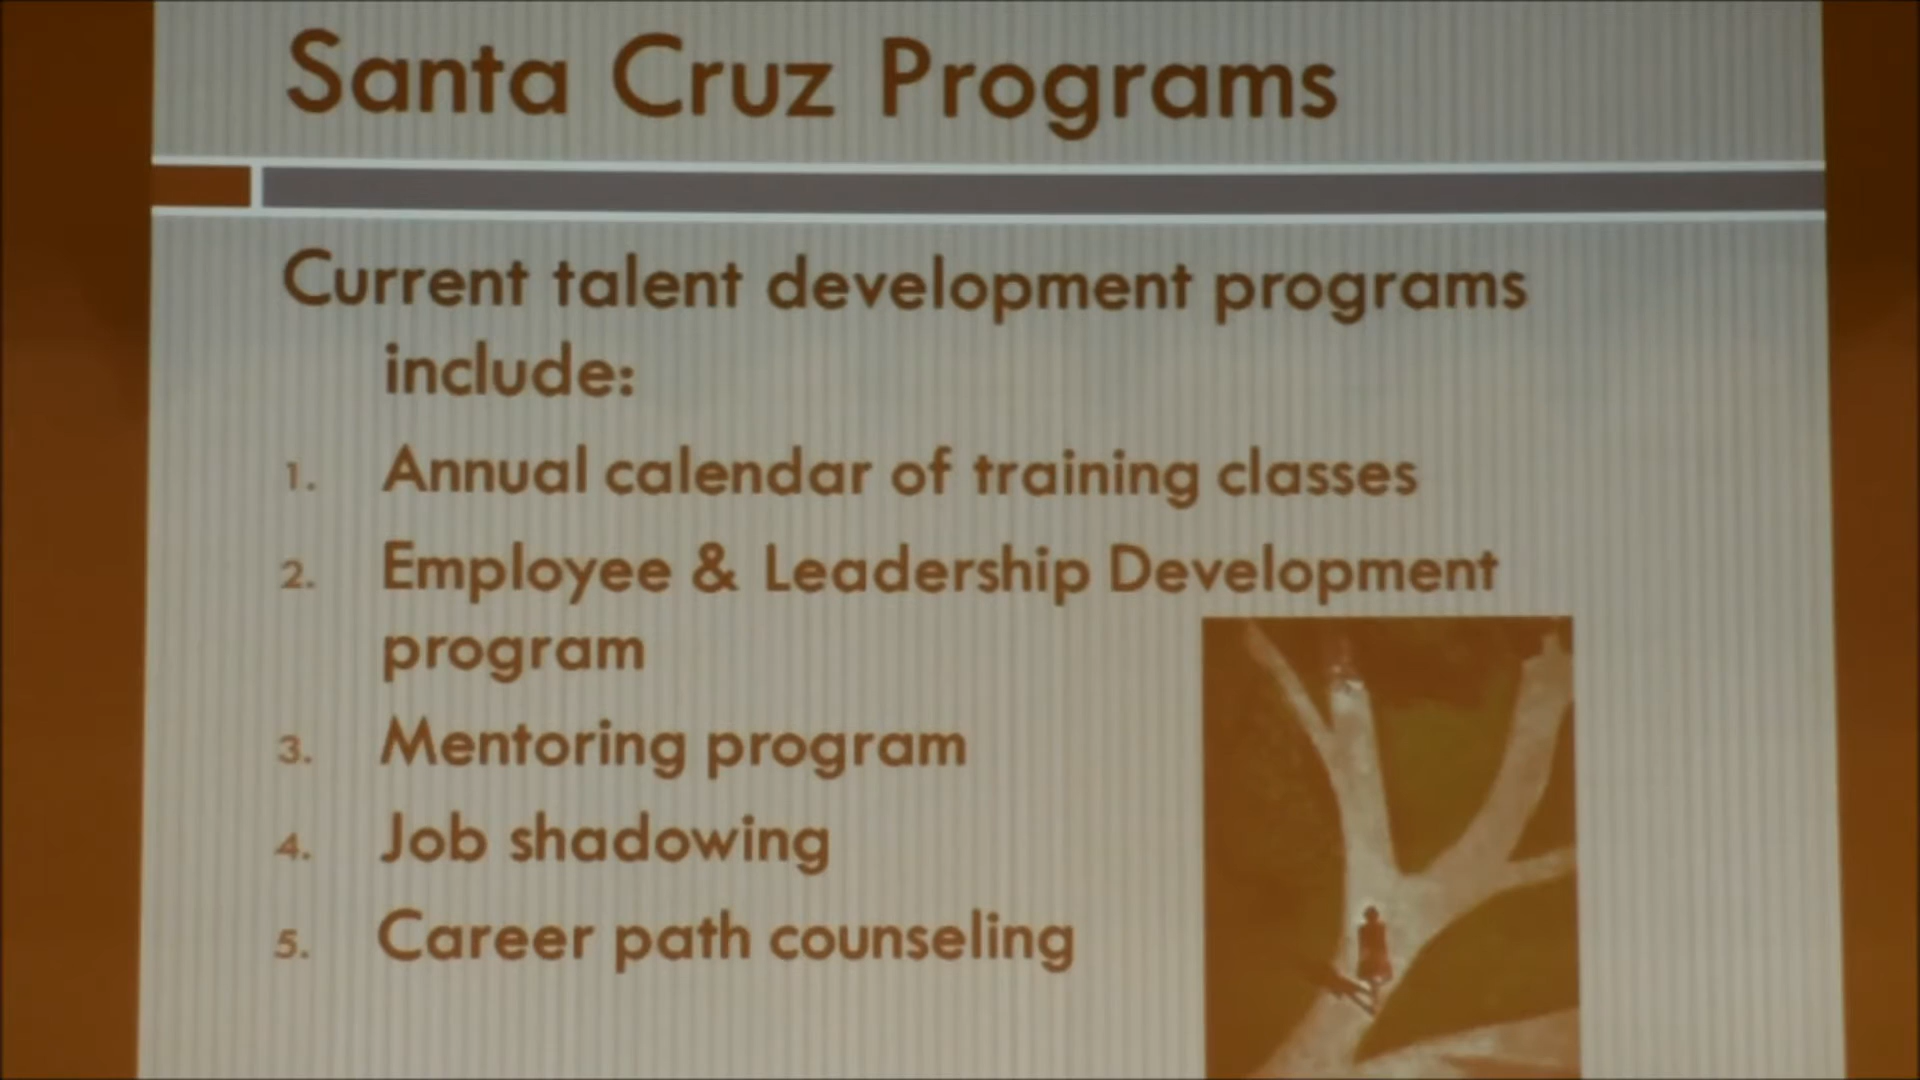 Santa Cruz Programs
Current talent development programs
include:
1. Annual calendar of training classes
2. Employee & Leadership Development
program
3. Mentoring program
4. Job shadowing
5. Career path counseling